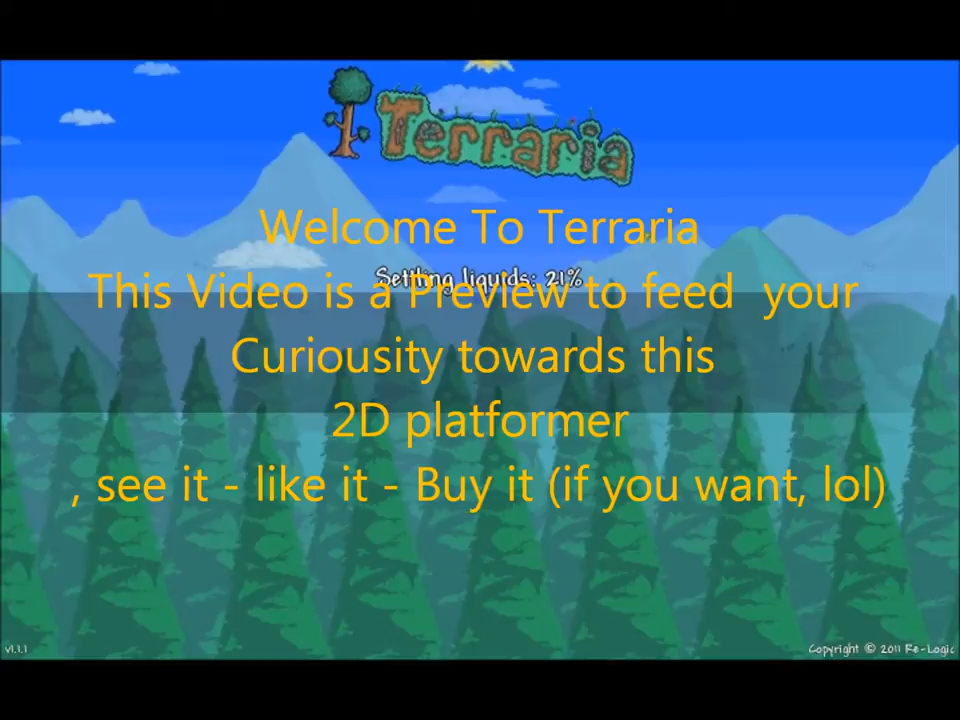 Terraria
Welcome To Terraria
Settling liquids: 21%
This Video is a Preview to feed  your
Curiousity towards this
2D platformer
, see it - like it - Buy it (if you want, lol)
v1.1.1
Copyright © 2011 Re-Logic